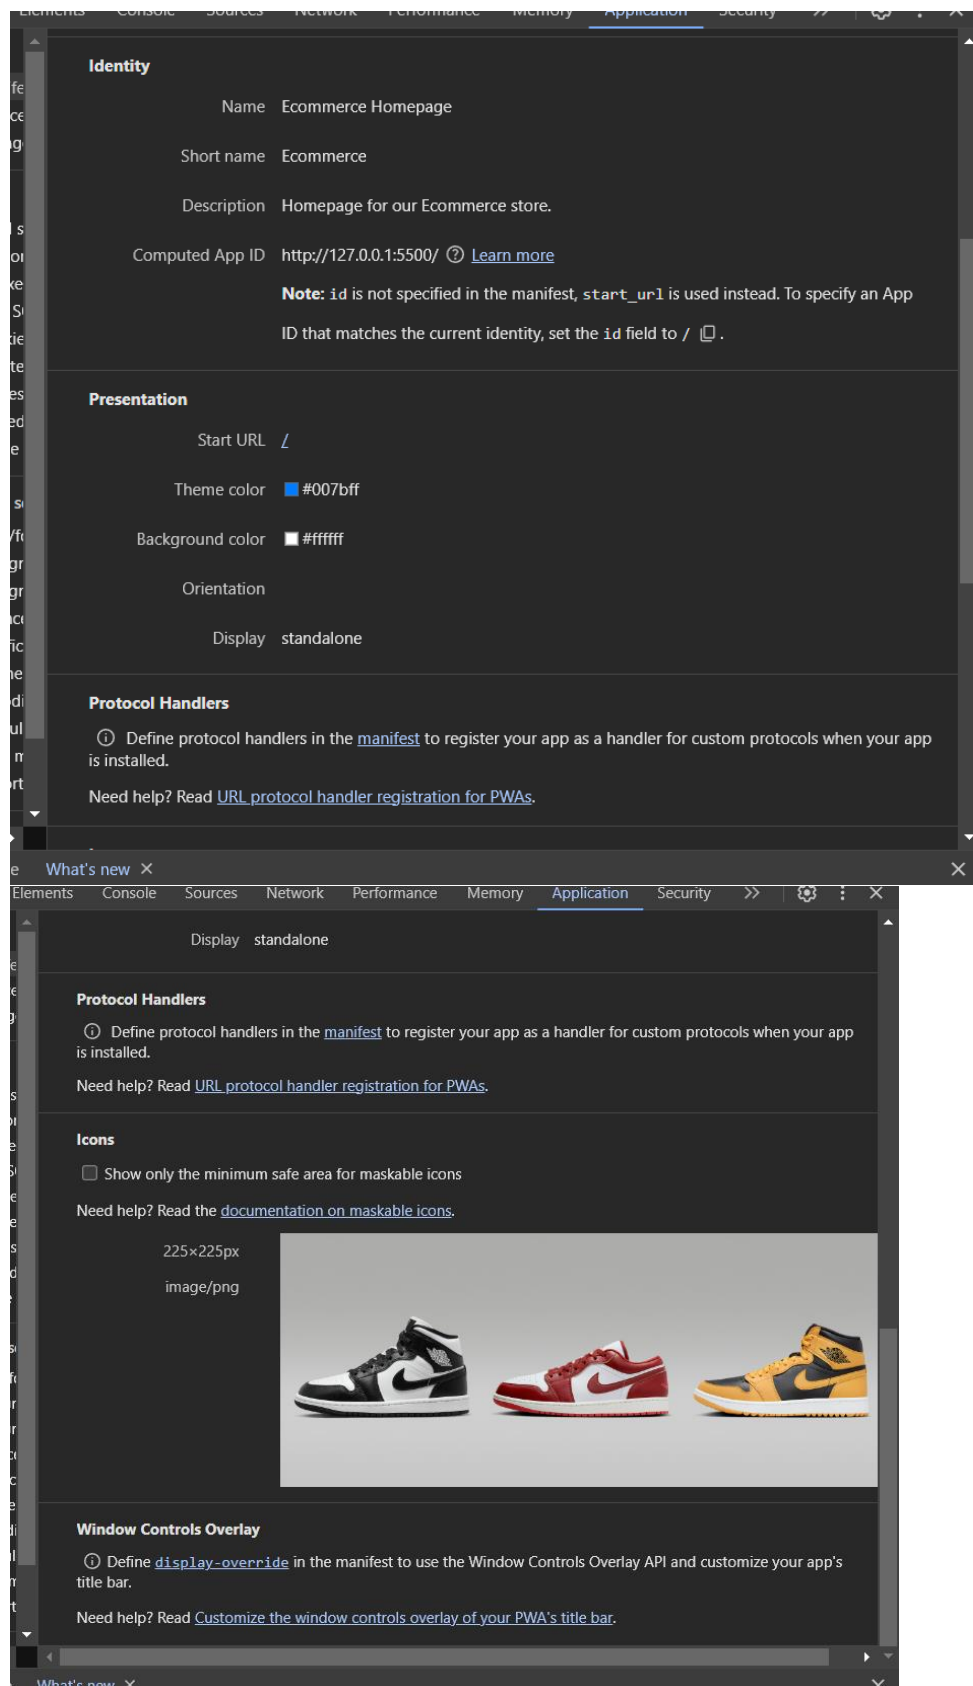 Elements Console Sources Network Performance Memory Application Security
Identity
Name Ecommerce Homepage
Short name Ecommerce
Description Homepage for our Ecommerce store.
Computed App ID http://127.0.0.1:5500/ Learn more
Note: id is not specified in the manifest, start_url is used instead. To specify an App
ID that matches the current identity, set the id field to / .
Presentation
Start URL /
Theme color #007bff
Background color #ffffff
Orientation
Display standalone
Protocol Handlers
Define protocol handlers in the manifest to register your app as a handler for custom protocols when your app
is installed.
Need help? Read URL protocol handler registration for PWAs.
What's new
Elements Console Sources Network Performance Memory Application Security
Display standalone
Protocol Handlers
Define protocol handlers in the manifest to register your app as a handler for custom protocols when your app
is installed.
Need help? Read URL protocol handler registration for PWAs.
Icons
Show only the minimum safe area for maskable icons
Need help? Read the documentation on maskable icons.
225×225px
image/png
Window Controls Overlay
Define display-override in the manifest to use the Window Controls Overlay API and customize your app's
title bar.
Need help? Read Customize the window controls overlay of your PWA's title bar.
What's new